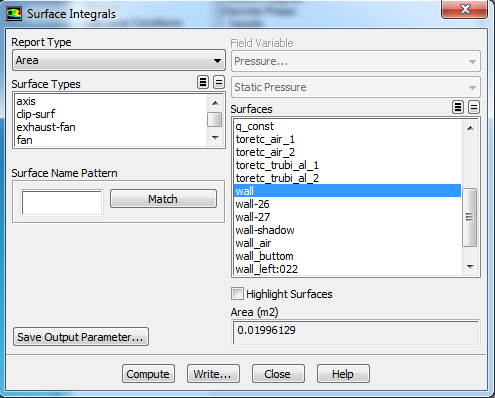 Surface Integrals
Report Type
Area
Field Variable
Pressure...
Static Pressure
Surface Types
axis
clip-surf
exhaust-fan
fan
Surfaces
q_const
toretc_air_1
toretc_air_2
toretc_trubi_al_1
toretc_trubi_al_2
wall
wall-26
wall-27
wall-shadow
wall_air
wall_buttom
wall_left:022
Surface Name Pattern
Match
Highlight Surfaces
Area (m2)
0.01996129
Save Output Parameter...
Compute
Write...
Close
Help